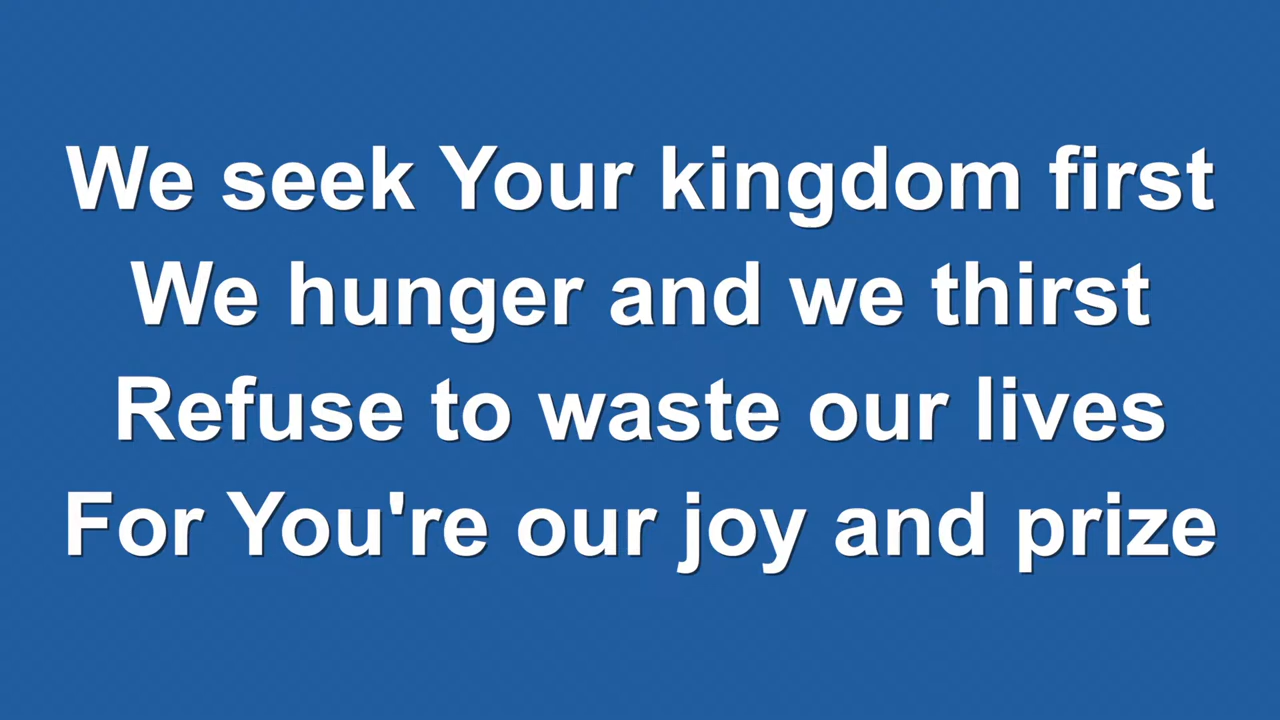 We seek Your kingdom first
We hunger and we thirst
Refuse to waste our lives
For You're our joy and prize